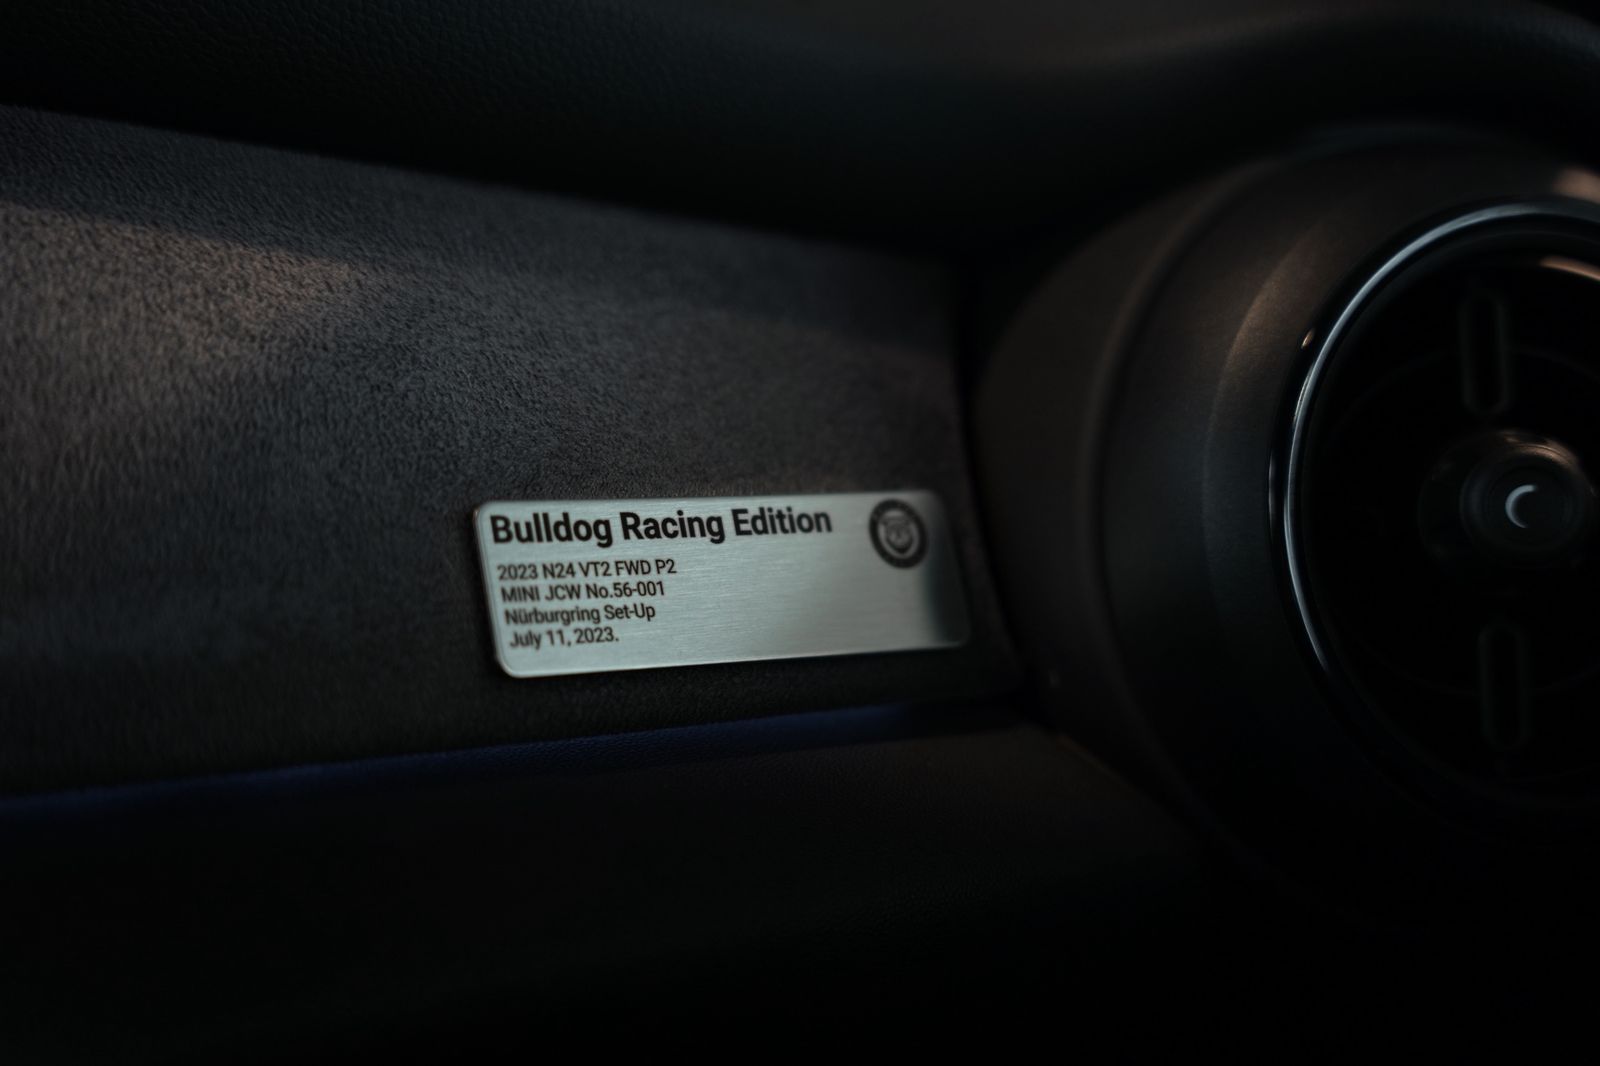 Bulldog Racing Edition
2023 N24 VT2 FWD P2
MINI JCW No.56-001
Nürburgring Set-Up
July 11, 2023.